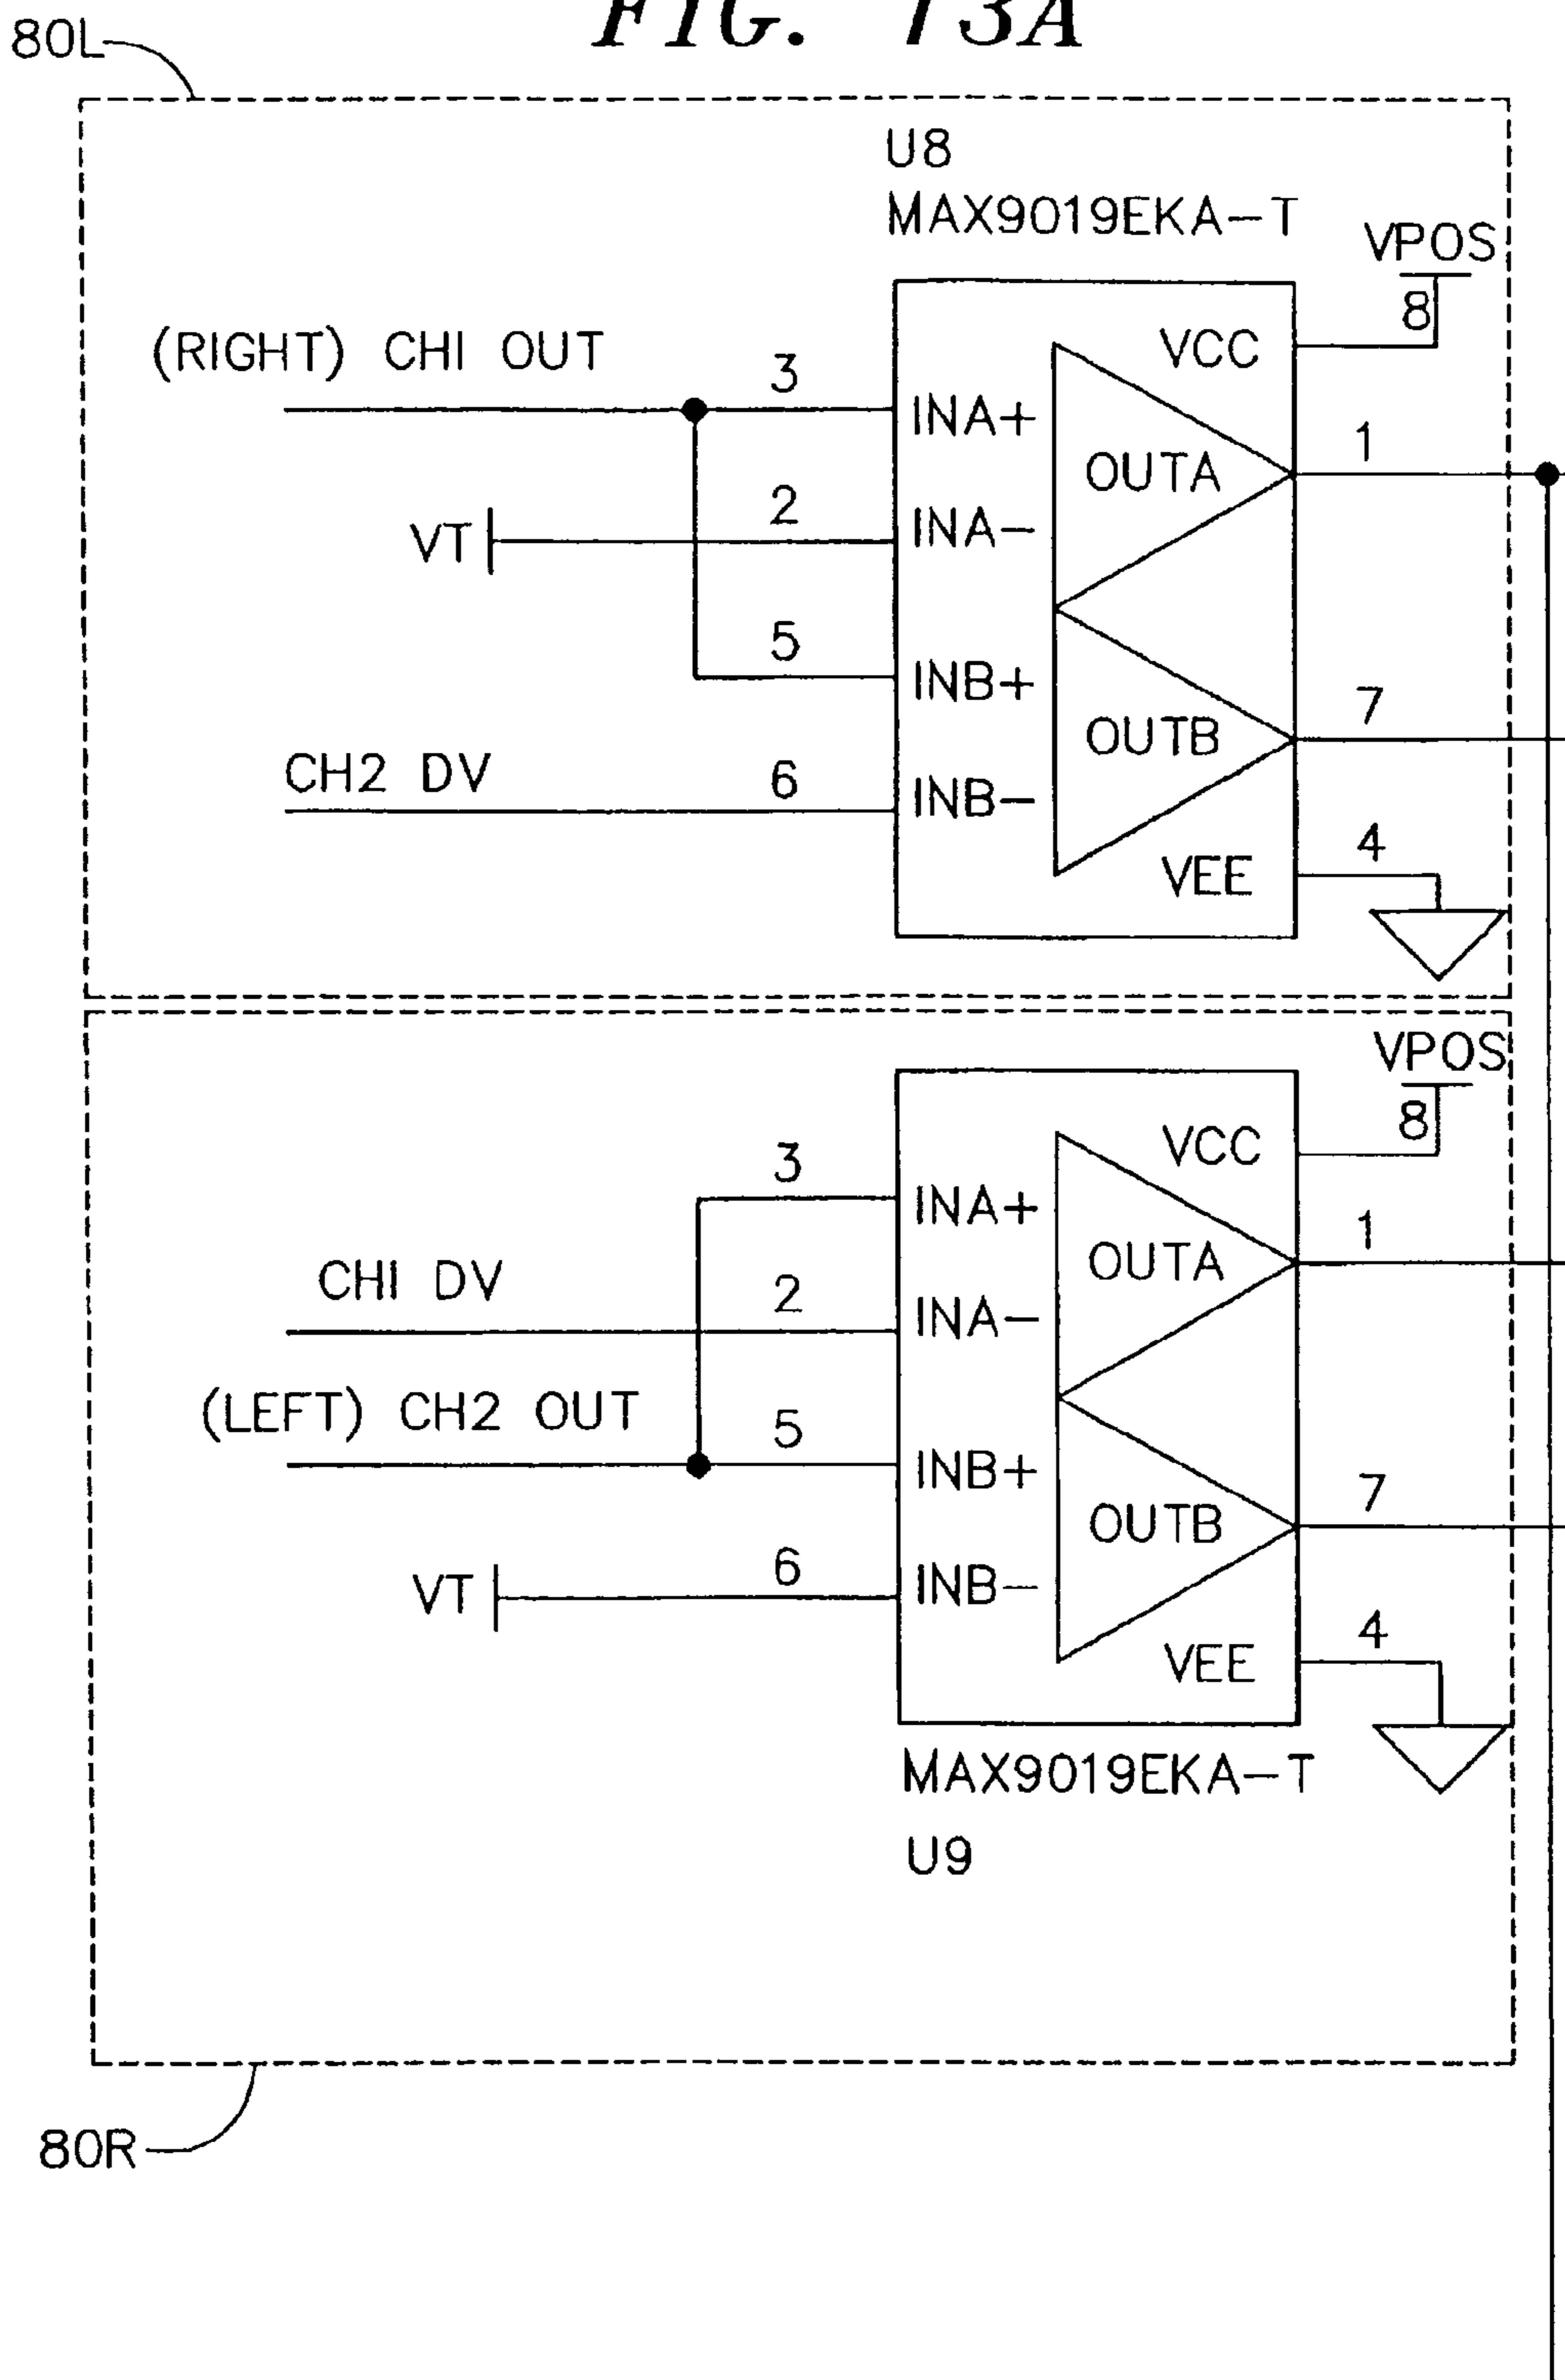 FIG. 13A
80L
U8
MAX9019EKA-T
VPOS
8
(RIGHT) CHI OUT
3
INA+
VCC
1
OUTA
VT
2
INA-
5
INB+
7
OUTB
CH2 DV
6
INB-
4
VEE
VPOS
8
3
INA+
VCC
1
OUTA
CHI DV
2
INA-
(LEFT) CH2 OUT
5
INB+
7
OUTB
VT
6
INB-
4
VEE
MAX9019EKA-T
U9
80R